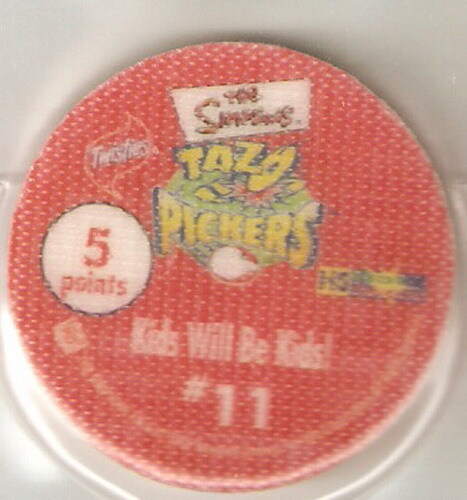 THE
SIMPSONS
Twisties
TAZO
PICKERS
5
points
Kids Will Be Kids!
#11